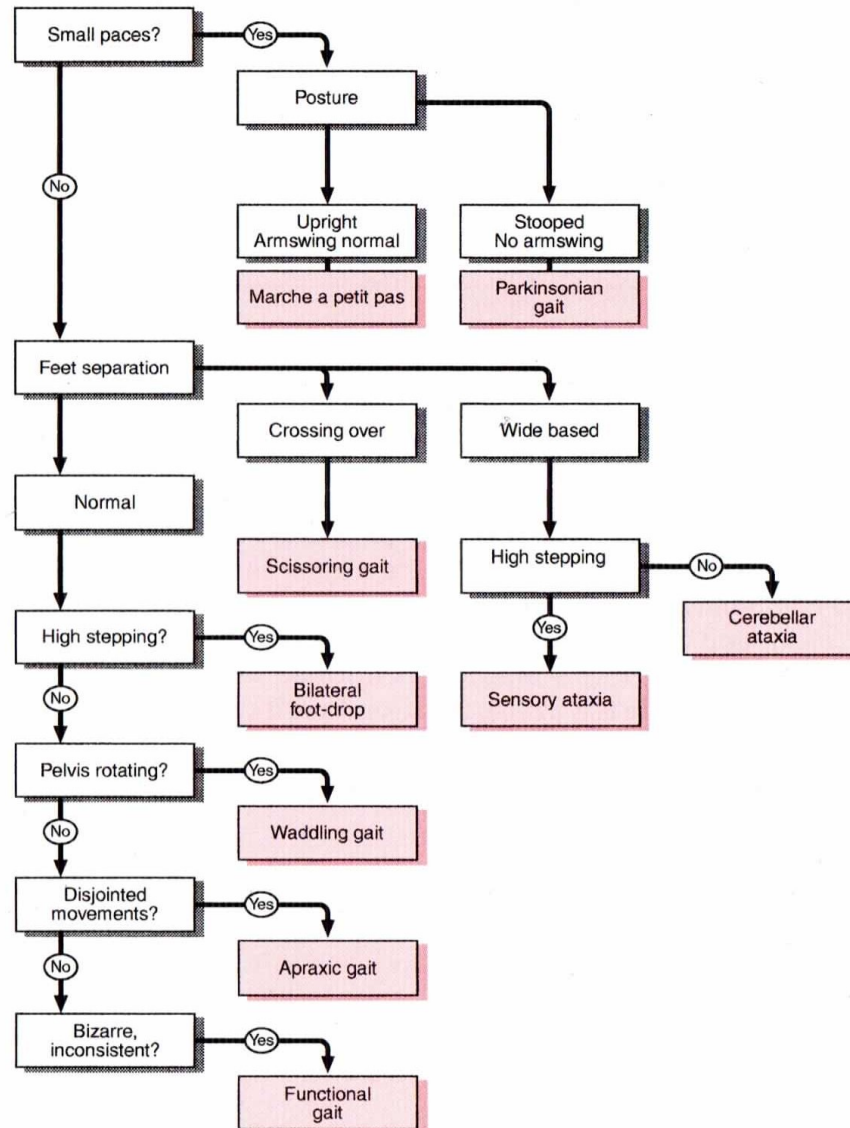 Small paces?
Yes
Posture
No
Upright
Armswing normal
Stooped
No armswing
Marche a petit pas
Parkinsonian
gait
Feet separation
Crossing over
Wide based
Normal
Scissoring gait
High stepping
No
Cerebellar
ataxia
High stepping?
Yes
Yes
Bilateral
foot-drop
Sensory ataxia
No
Pelvis rotating?
Yes
Waddling gait
No
Disjointed
movements?
Yes
Apraxic gait
No
Bizarre,
inconsistent?
Yes
Functional
gait